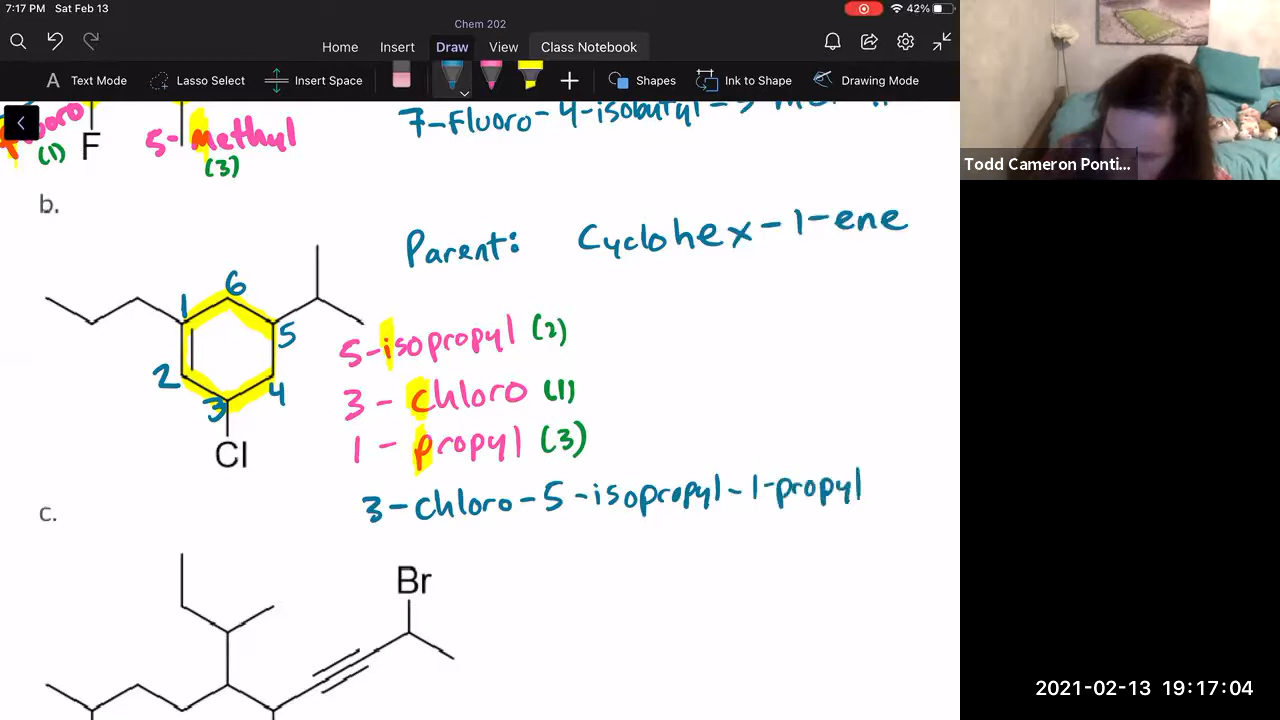 7:17 PM Sat Feb 13
42%
Chem 202
Home Insert Draw View Class Notebook
Text Mode Lasso Select Insert Space Shapes Ink to Shape Drawing Mode
(1) F 5-Methyl
(3)
7-Fluoro-4-isobutyl-
Todd Cameron Ponti...
b.
Parent: Cyclohex-1-ene
1 6 5 4 3 2
Cl
5-isopropyl (2)
3-chloro (1)
1-propyl (3)
3-chloro-5-isopropyl-1-propyl
c.
Br
2021-02-13 19:17:04